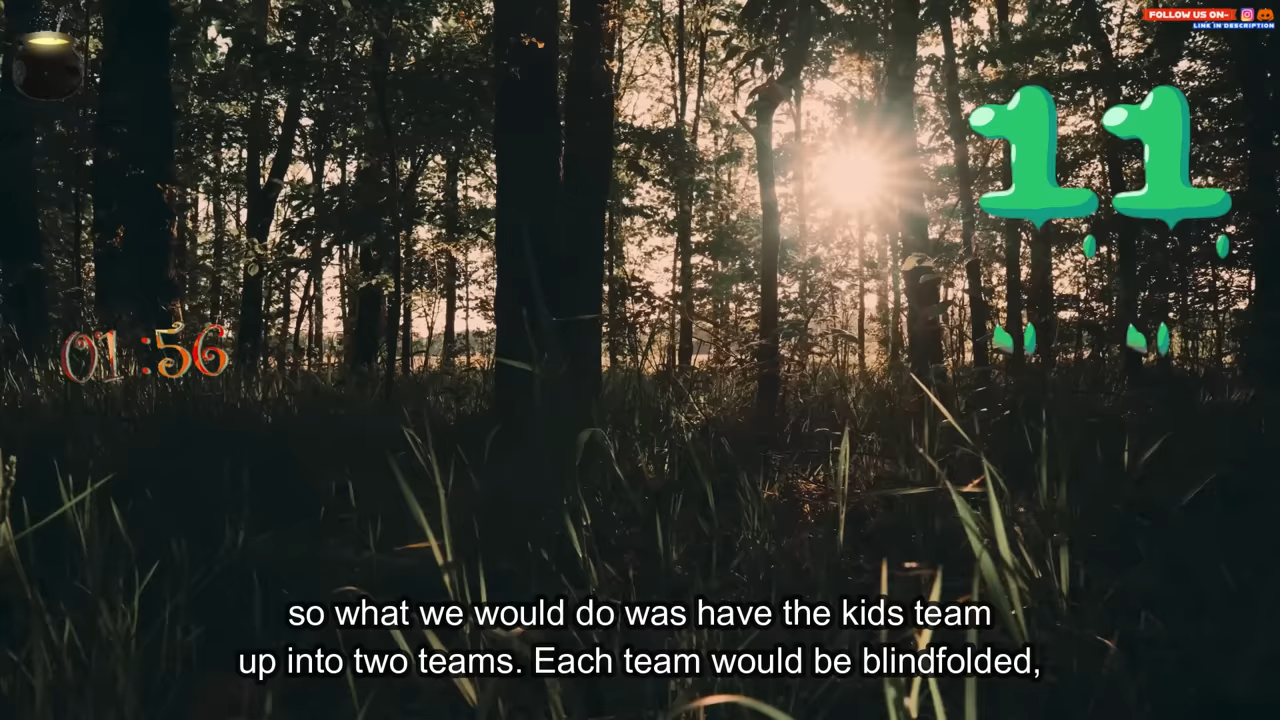 FOLLOW US ON-
LINK IN DESCRIPTION
11
01:56
so what we would do was have the kids team
up into two teams. Each team would be blindfolded,